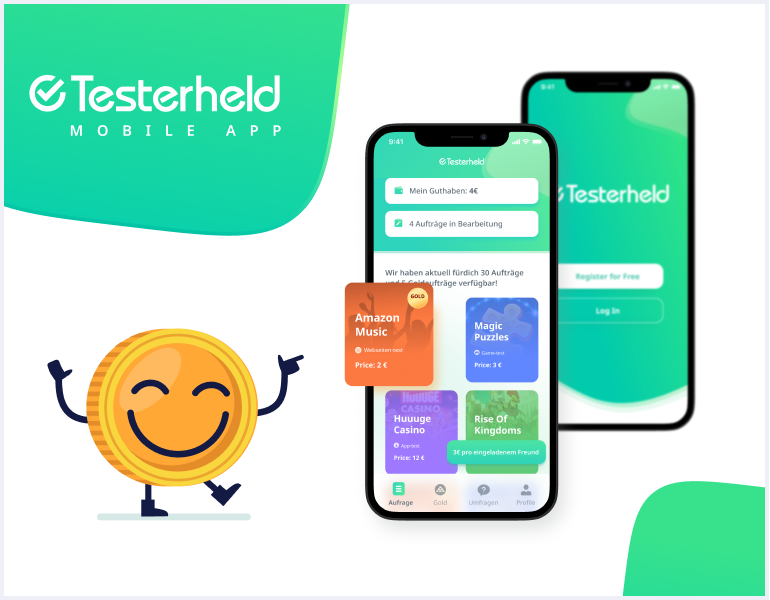 Testerheld
MOBILE APP
9:41
Testerheld
Mein Guthaben: 4€
4 Aufträge in Bearbeitung
Wir haben aktuell fürdich 30 Aufträge
und 5 Goldaufträge verfügbar!
GOLD
Amazon
Music
Webseiten-test
Price: 2 €
Magic
Puzzles
Game-test
Price: 3 €
HUUUGE
CASINO
Huuuge
Casino
App-test
Price: 12 €
Rise Of
Kingdoms
3€ pro eingeladenem Freund
Aufrage
Gold
Umfragen
Profile
9:41
Testerheld
Register for Free
Log In